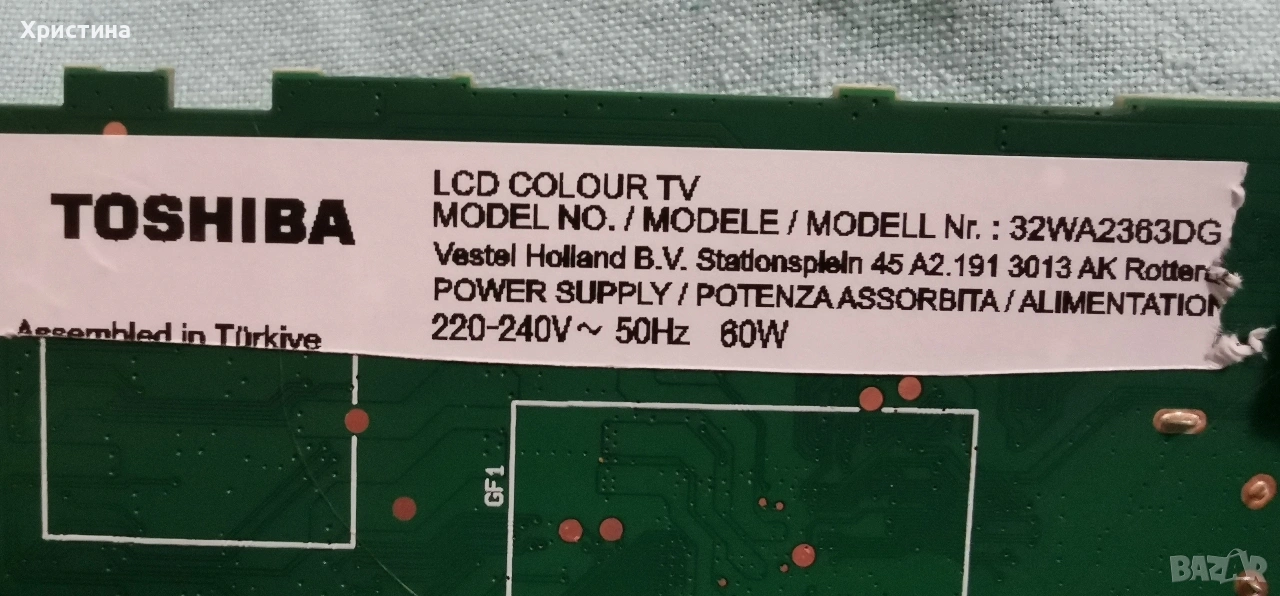 Христина
TOSHIBA
LCD COLOUR TV
MODEL NO. / MODELE / MODELL Nr. : 32WA2363DG
Vestel Holland B.V. Stationsplein 45 A2.191 3013 AK Rotter
POWER SUPPLY / POTENZA ASSORBITA / ALIMENTATION
220-240V~ 50Hz 60W
Assembled in Türkiye
GF1
BAZAR